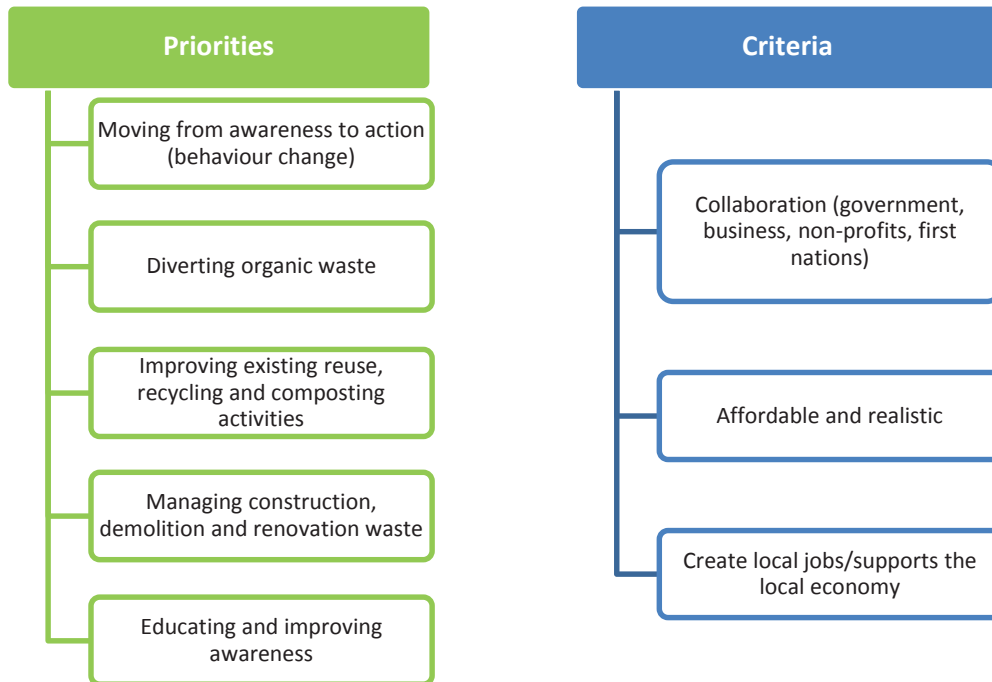 Priorities
Moving from awareness to action
(behaviour change)
Diverting organic waste
Improving existing reuse,
recycling and composting
activities
Managing construction,
demolition and renovation waste
Educating and improving
awareness
Criteria
Collaboration (government,
business, non-profits, first
nations)
Affordable and realistic
Create local jobs/supports the
local economy